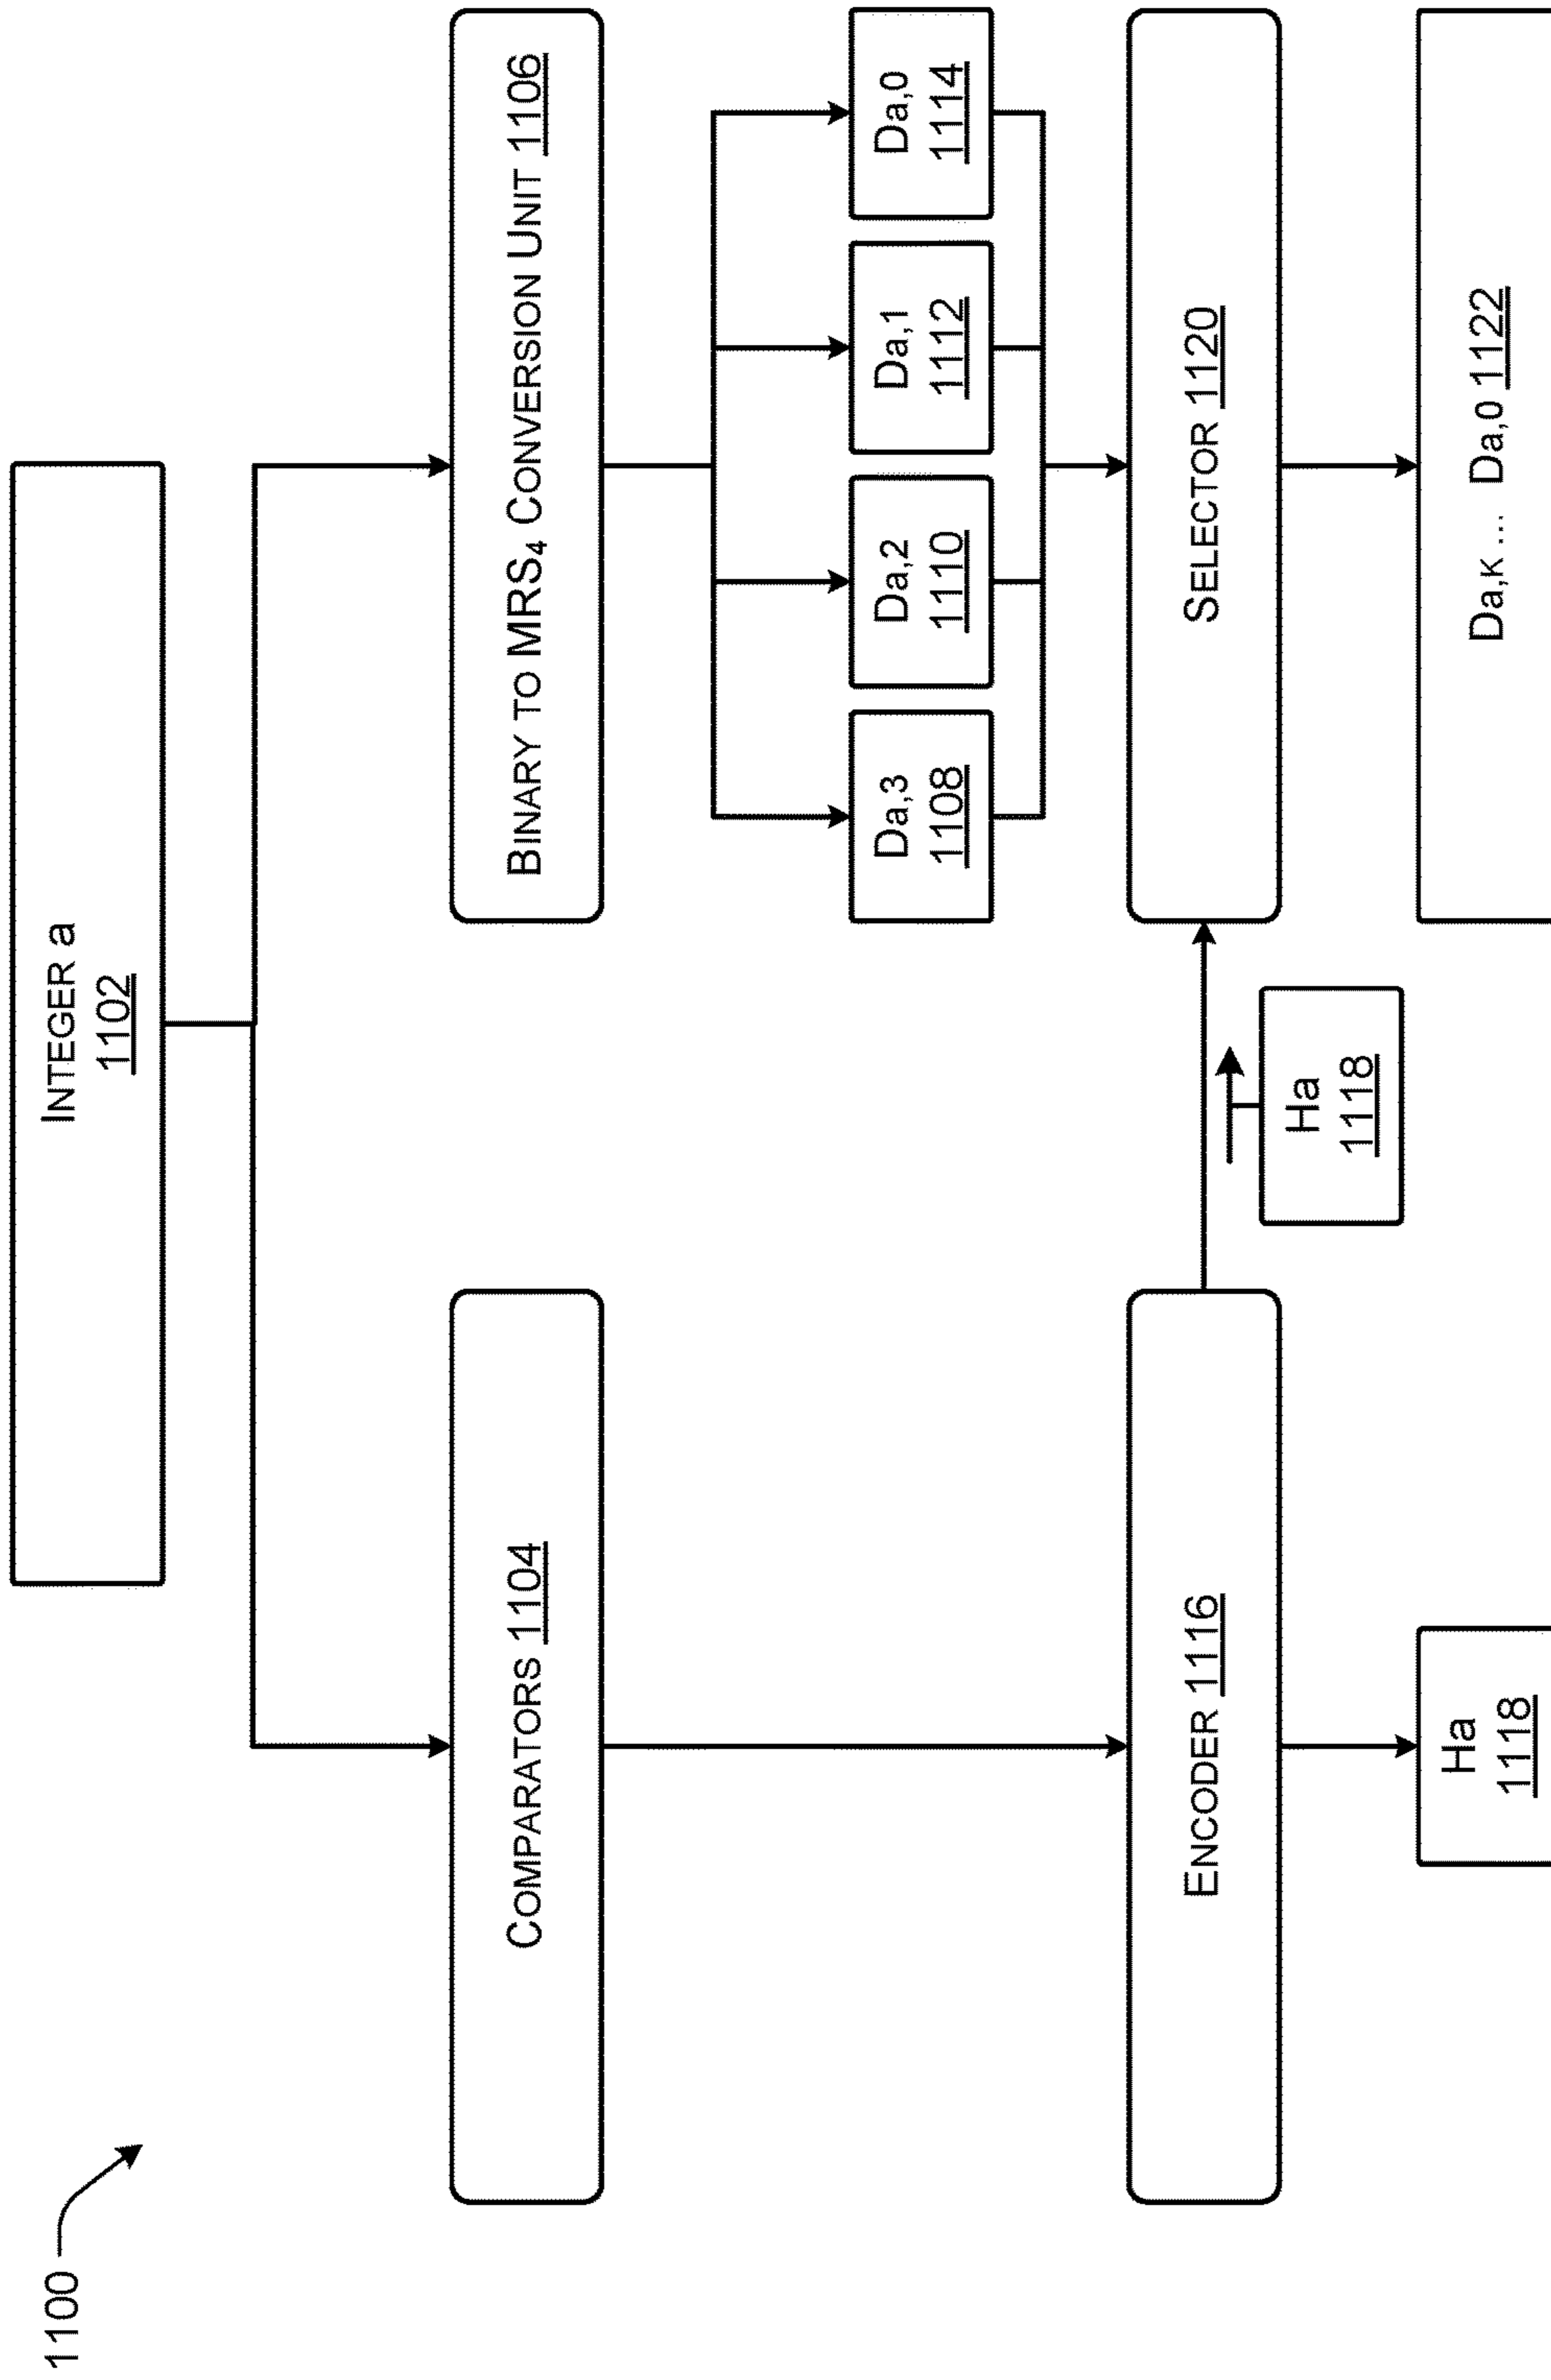 1100
INTEGER a
1102
COMPARATORS 1104
BINARY TO MRS₄ CONVERSION UNIT 1106
Da,3
1108
Da,2
1110
Da,1
1112
Da,0
1114
ENCODER 1116
Ha
1118
SELECTOR 1120
Ha
1118
Da,K ... Da,0 1122